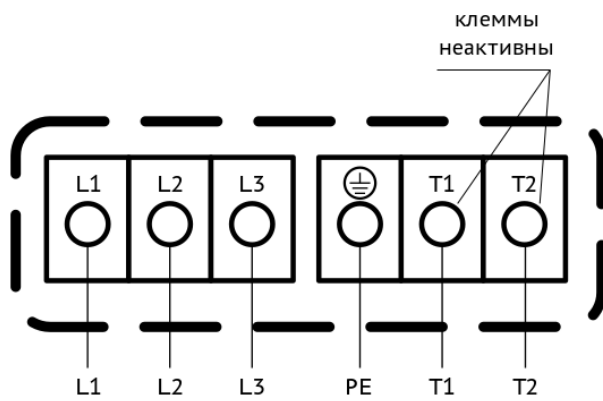 клеммы
неактивны
L1 L2 L3 T1 T2
L1 L2 L3 PE T1 T2